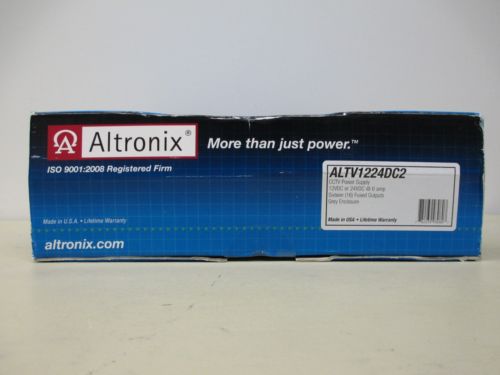 Altronix®
More than just power.™
ISO 9001:2008 Registered Firm
ALTV1224DC2
CCTV Power Supply
12VDC or 24VDC @ 6 amp
Sixteen (16) Fused Outputs
Grey Enclosure
Made in USA • Lifetime Warranty
Made in U.S.A. • Lifetime Warranty
altronix.com